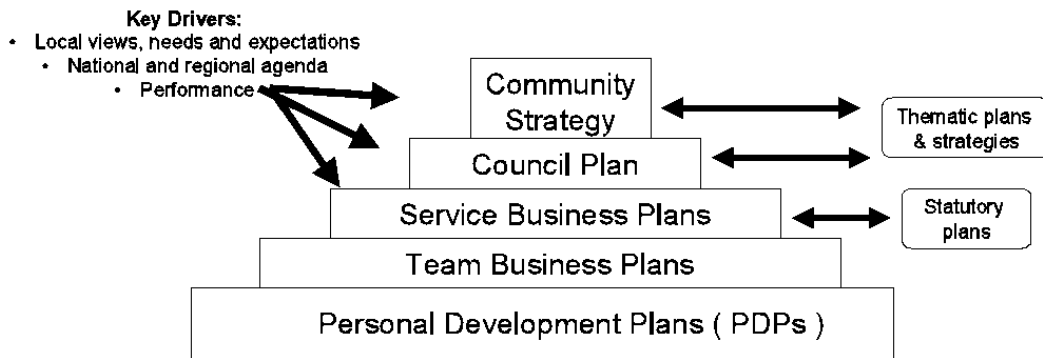 Key Drivers:
• Local views, needs and expectations
• National and regional agenda
• Performance
Community
Strategy
Council Plan
Service Business Plans
Team Business Plans
Personal Development Plans ( PDPs )
Thematic plans
& strategies
Statutory
plans